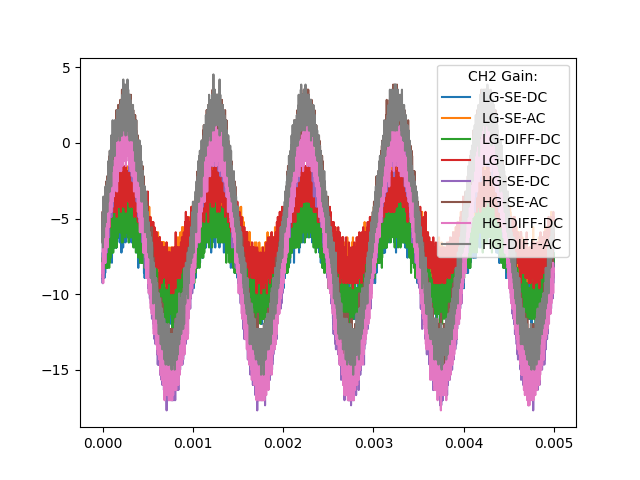 CH2 Gain:
LG-SE-DC
LG-SE-AC
LG-DIFF-DC
LG-DIFF-DC
HG-SE-DC
HG-SE-AC
HG-DIFF-DC
HG-DIFF-AC
5
0
−5
−10
−15
0.000 0.001 0.002 0.003 0.004 0.005